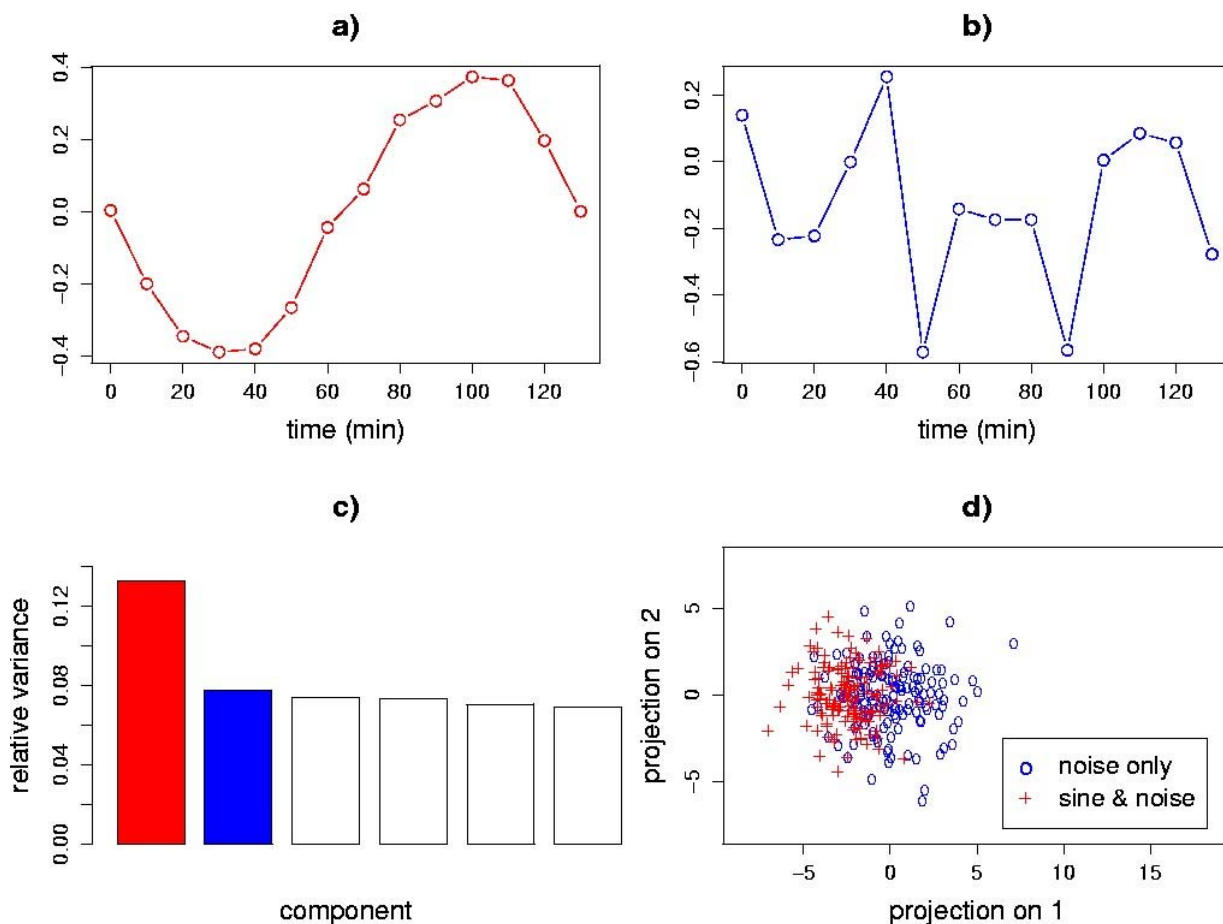 a)
0.4
0.2
0.0
−0.2
−0.4
0 20 40 60 80 100 120
time (min)
b)
0.2
0.0
−0.2
−0.4
−0.6
0 20 40 60 80 100 120
time (min)
c)
relative variance
0.12
0.08
0.04
0.00
component
d)
projection on 2
5
0
−5
−5 0 5 10 15
projection on 1
noise only
sine & noise